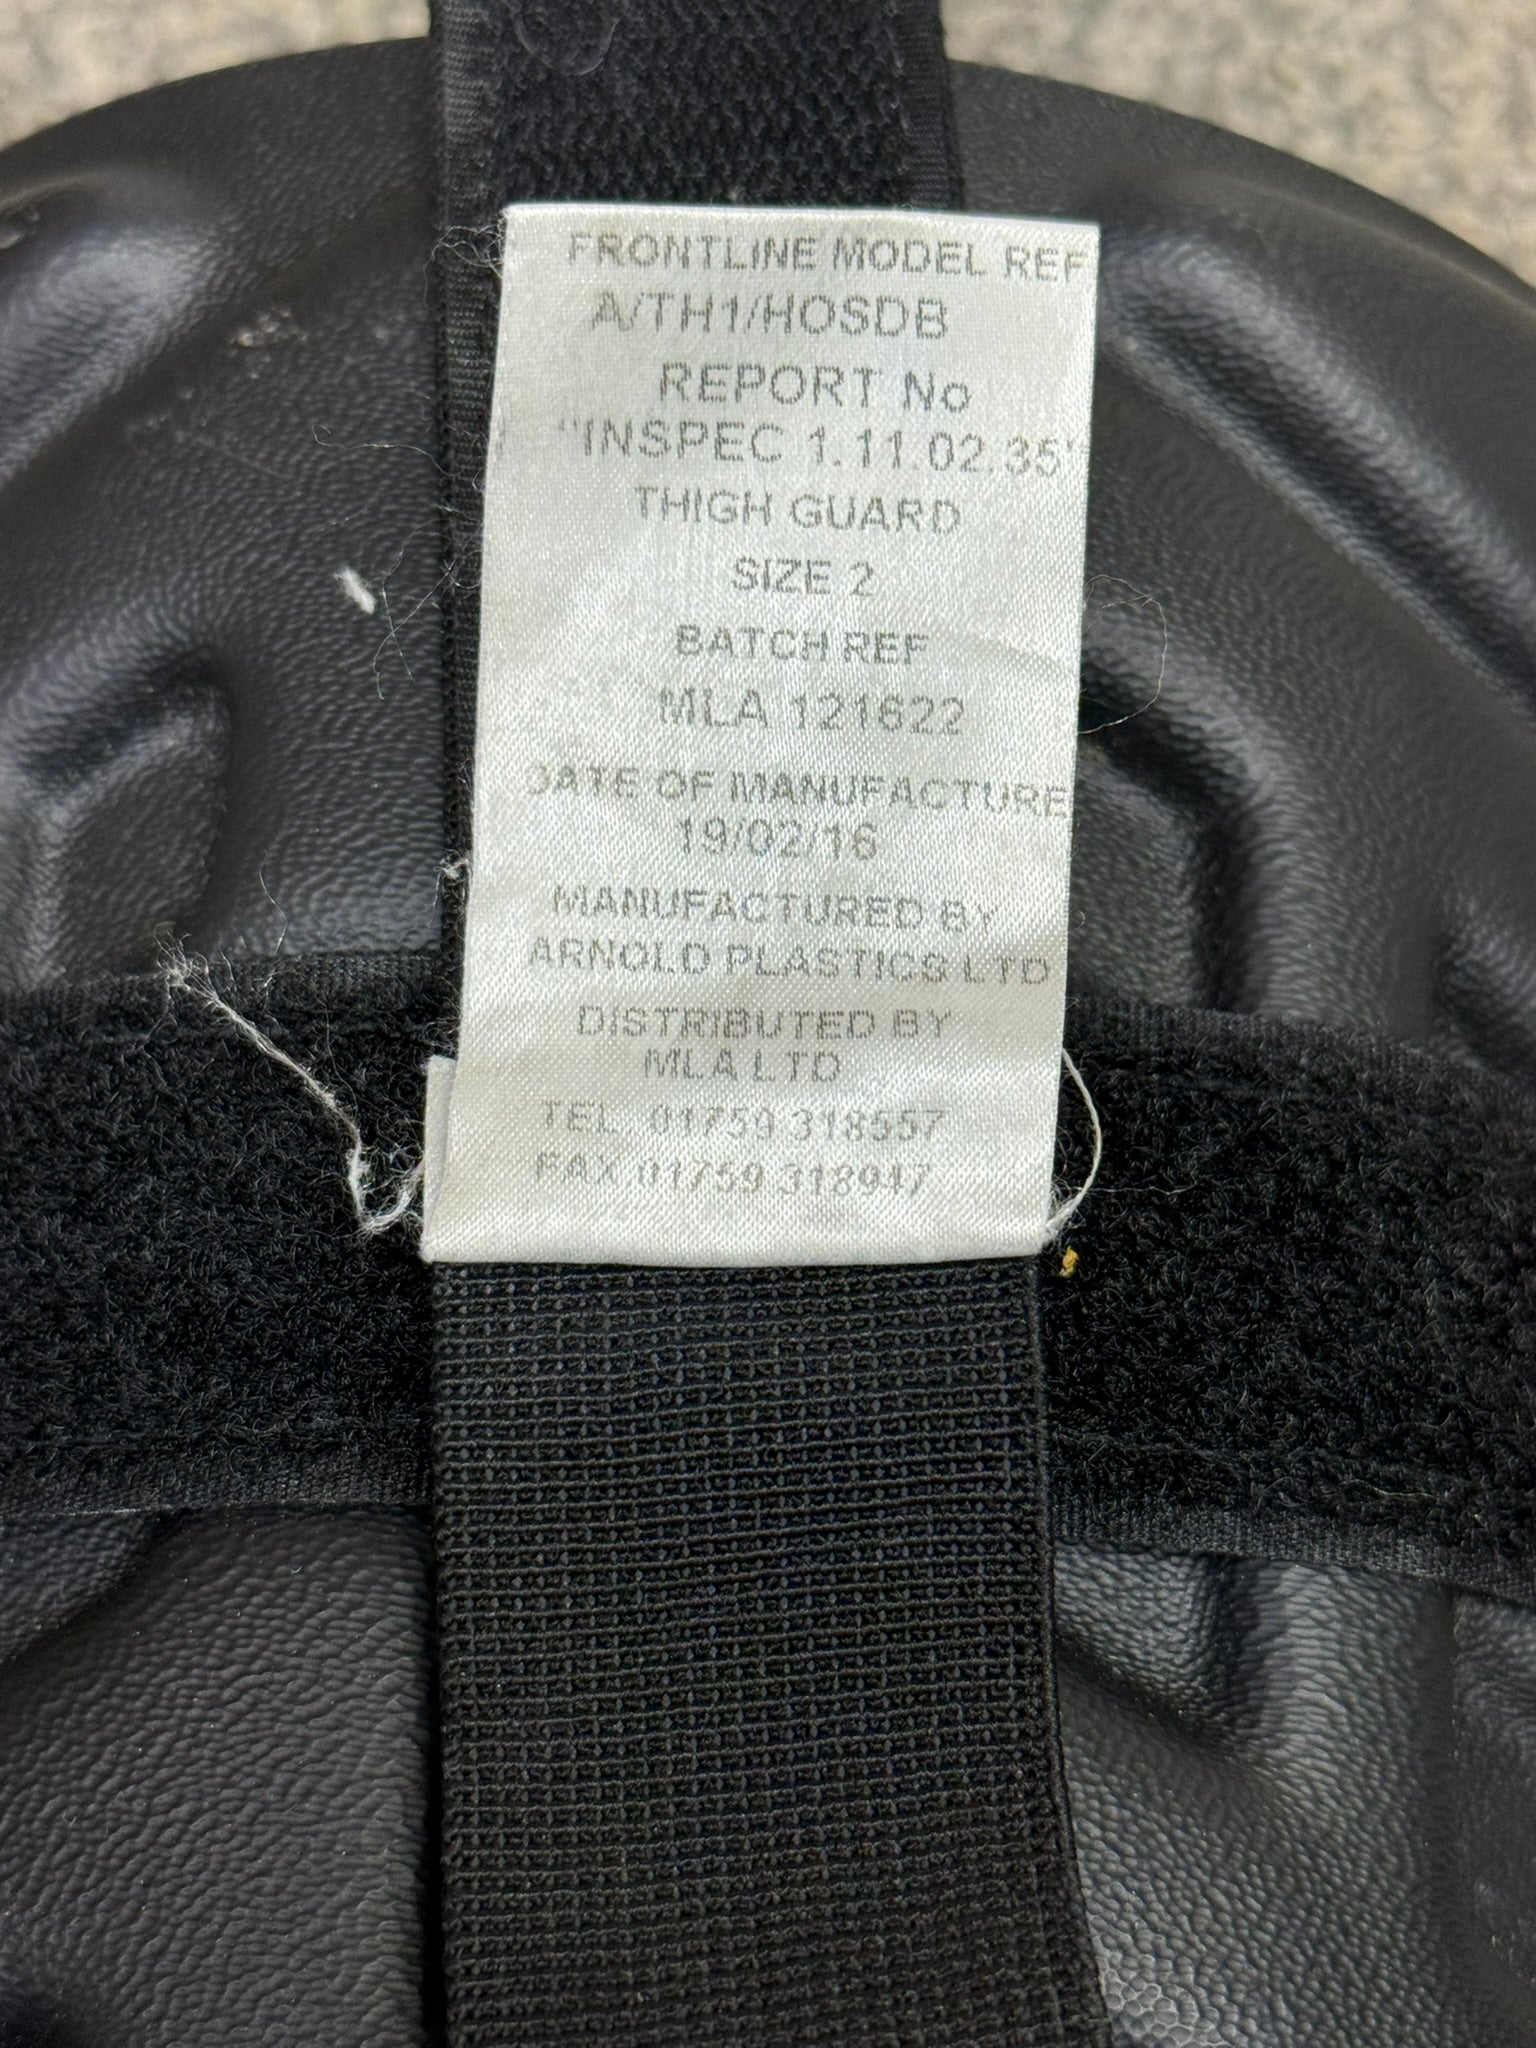 FRONTLINE MODEL REF
A/TH1/HOSDB
REPORT No
"INSPEC 1.11.02.35"
THIGH GUARD
SIZE 2
BATCH REF
MLA 121622
DATE OF MANUFACTURE
19/02/16
MANUFACTURED BY
ARNOLD PLASTICS LTD
DISTRIBUTED BY
MLA LTD
TEL 01759 318557
FAX 01759 318947